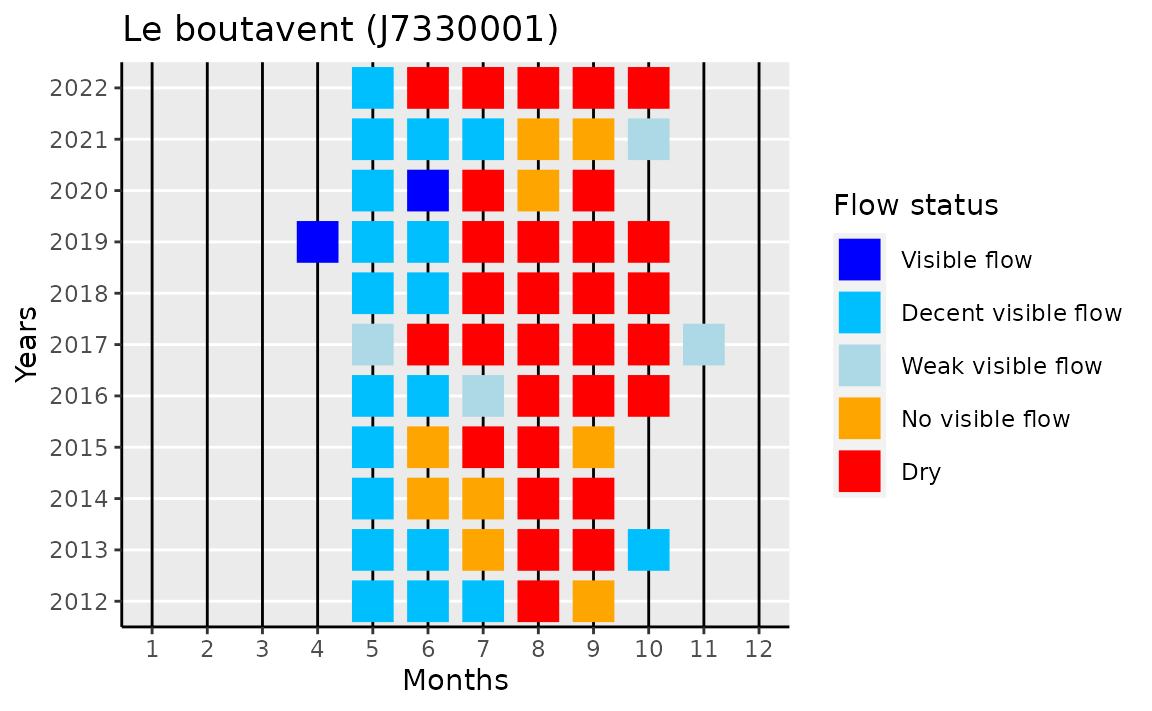 Le boutavent (J7330001)
Years
2022
2021
2020
2019
2018
2017
2016
2015
2014
2013
2012
1 2 3 4 5 6 7 8 9 10 11 12
Months
Flow status
Visible flow
Decent visible flow
Weak visible flow
No visible flow
Dry